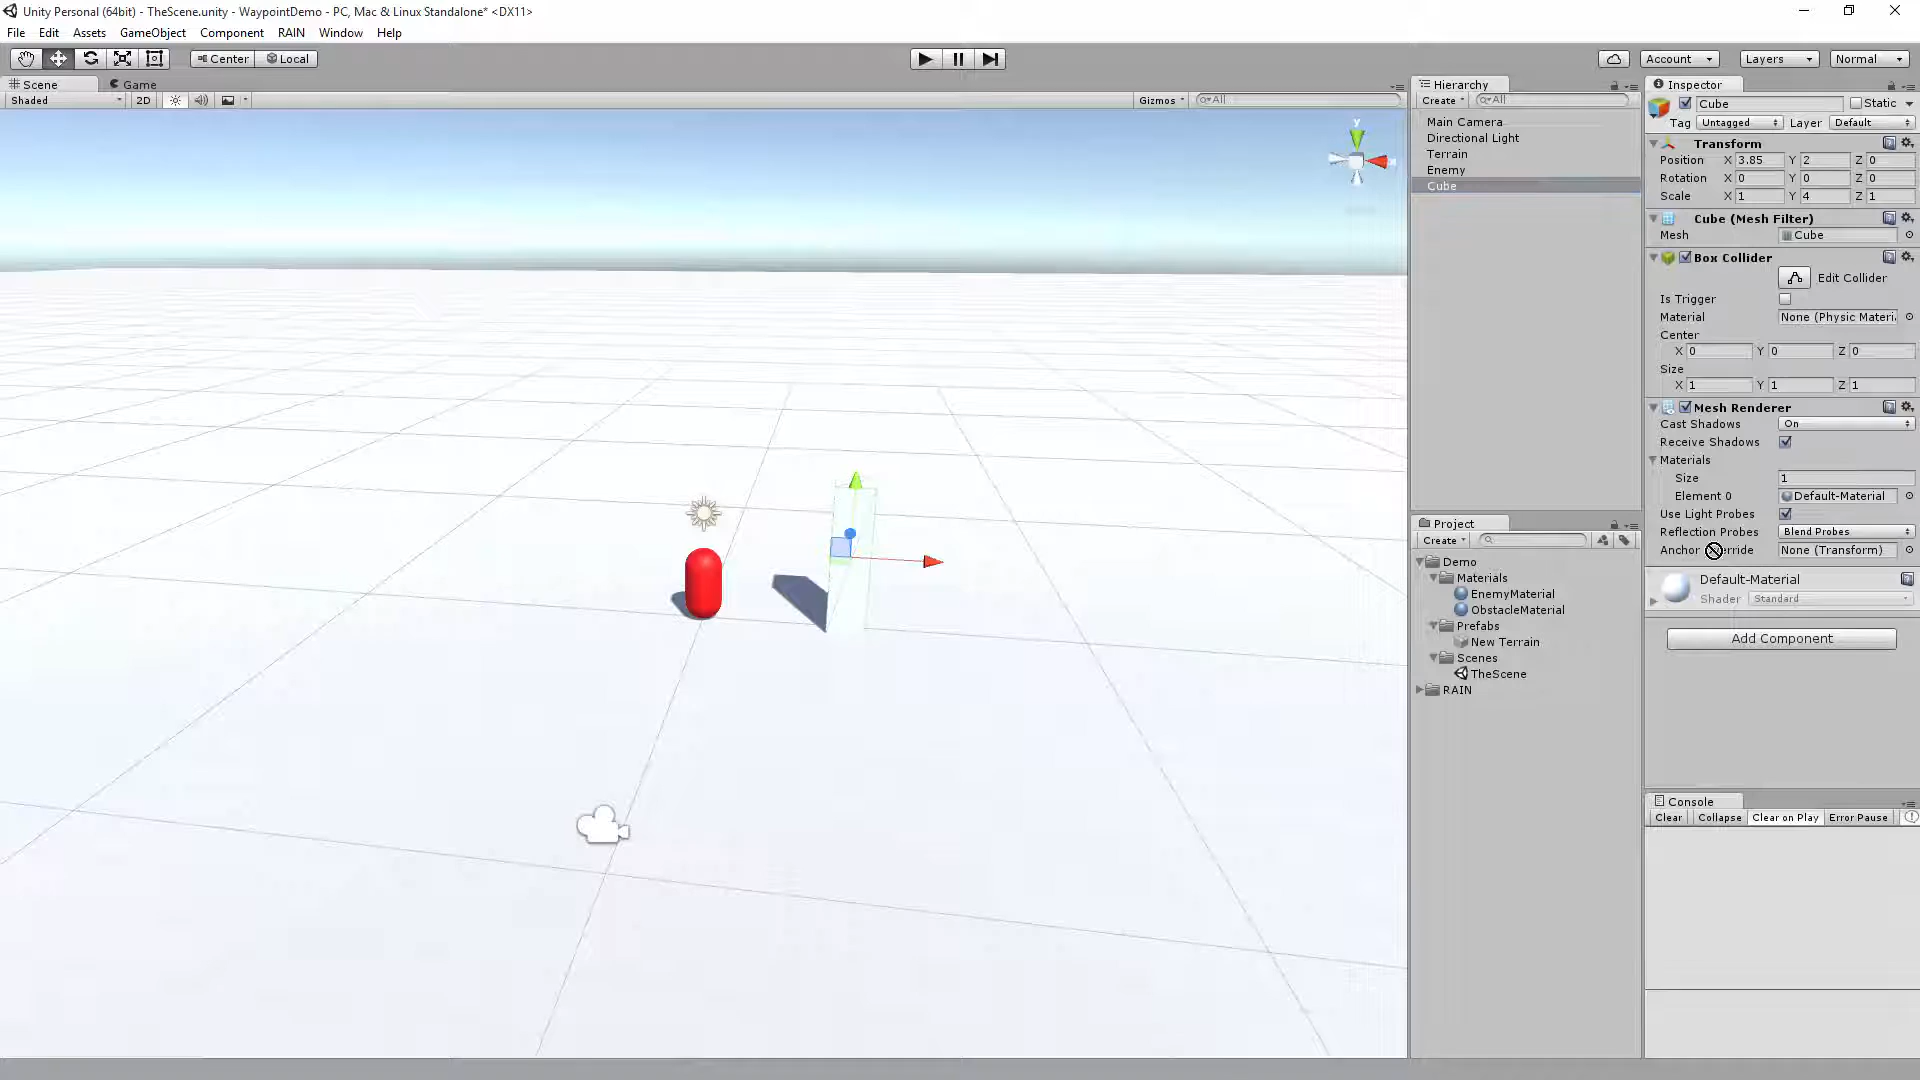 Unity Personal (64bit) - TheScene.unity - WaypointDemo - PC, Mac & Linux Standalone* <DX11>
File Edit Assets GameObject Component RAIN Window Help
Center Local Account Layers Normal
Scene Game
Shaded 2D Gizmos All
y
Hierarchy
Create All
Main Camera
Directional Light
Terrain
Enemy
Cube
Project
Create
Demo
Materials
EnemyMaterial
ObstacleMaterial
Prefabs
New Terrain
Scenes
TheScene
RAIN
Inspector
Cube Static
Tag Untagged Layer Default
Transform
Position X 3.85 Y 2 Z 0
Rotation X 0 Y 0 Z 0
Scale X 1 Y 4 Z 1
Cube (Mesh Filter)
Mesh Cube
Box Collider
Edit Collider
Is Trigger
Material None (Physic Materi
Center
X 0 Y 0 Z 0
Size
X 1 Y 1 Z 1
Mesh Renderer
Cast Shadows On
Receive Shadows
Materials
Size 1
Element 0 Default-Material
Use Light Probes
Reflection Probes Blend Probes
Anchor None (Transform)
Default-Material
Shader Standard
Add Component
Console
Clear Collapse Clear on Play Error Pause